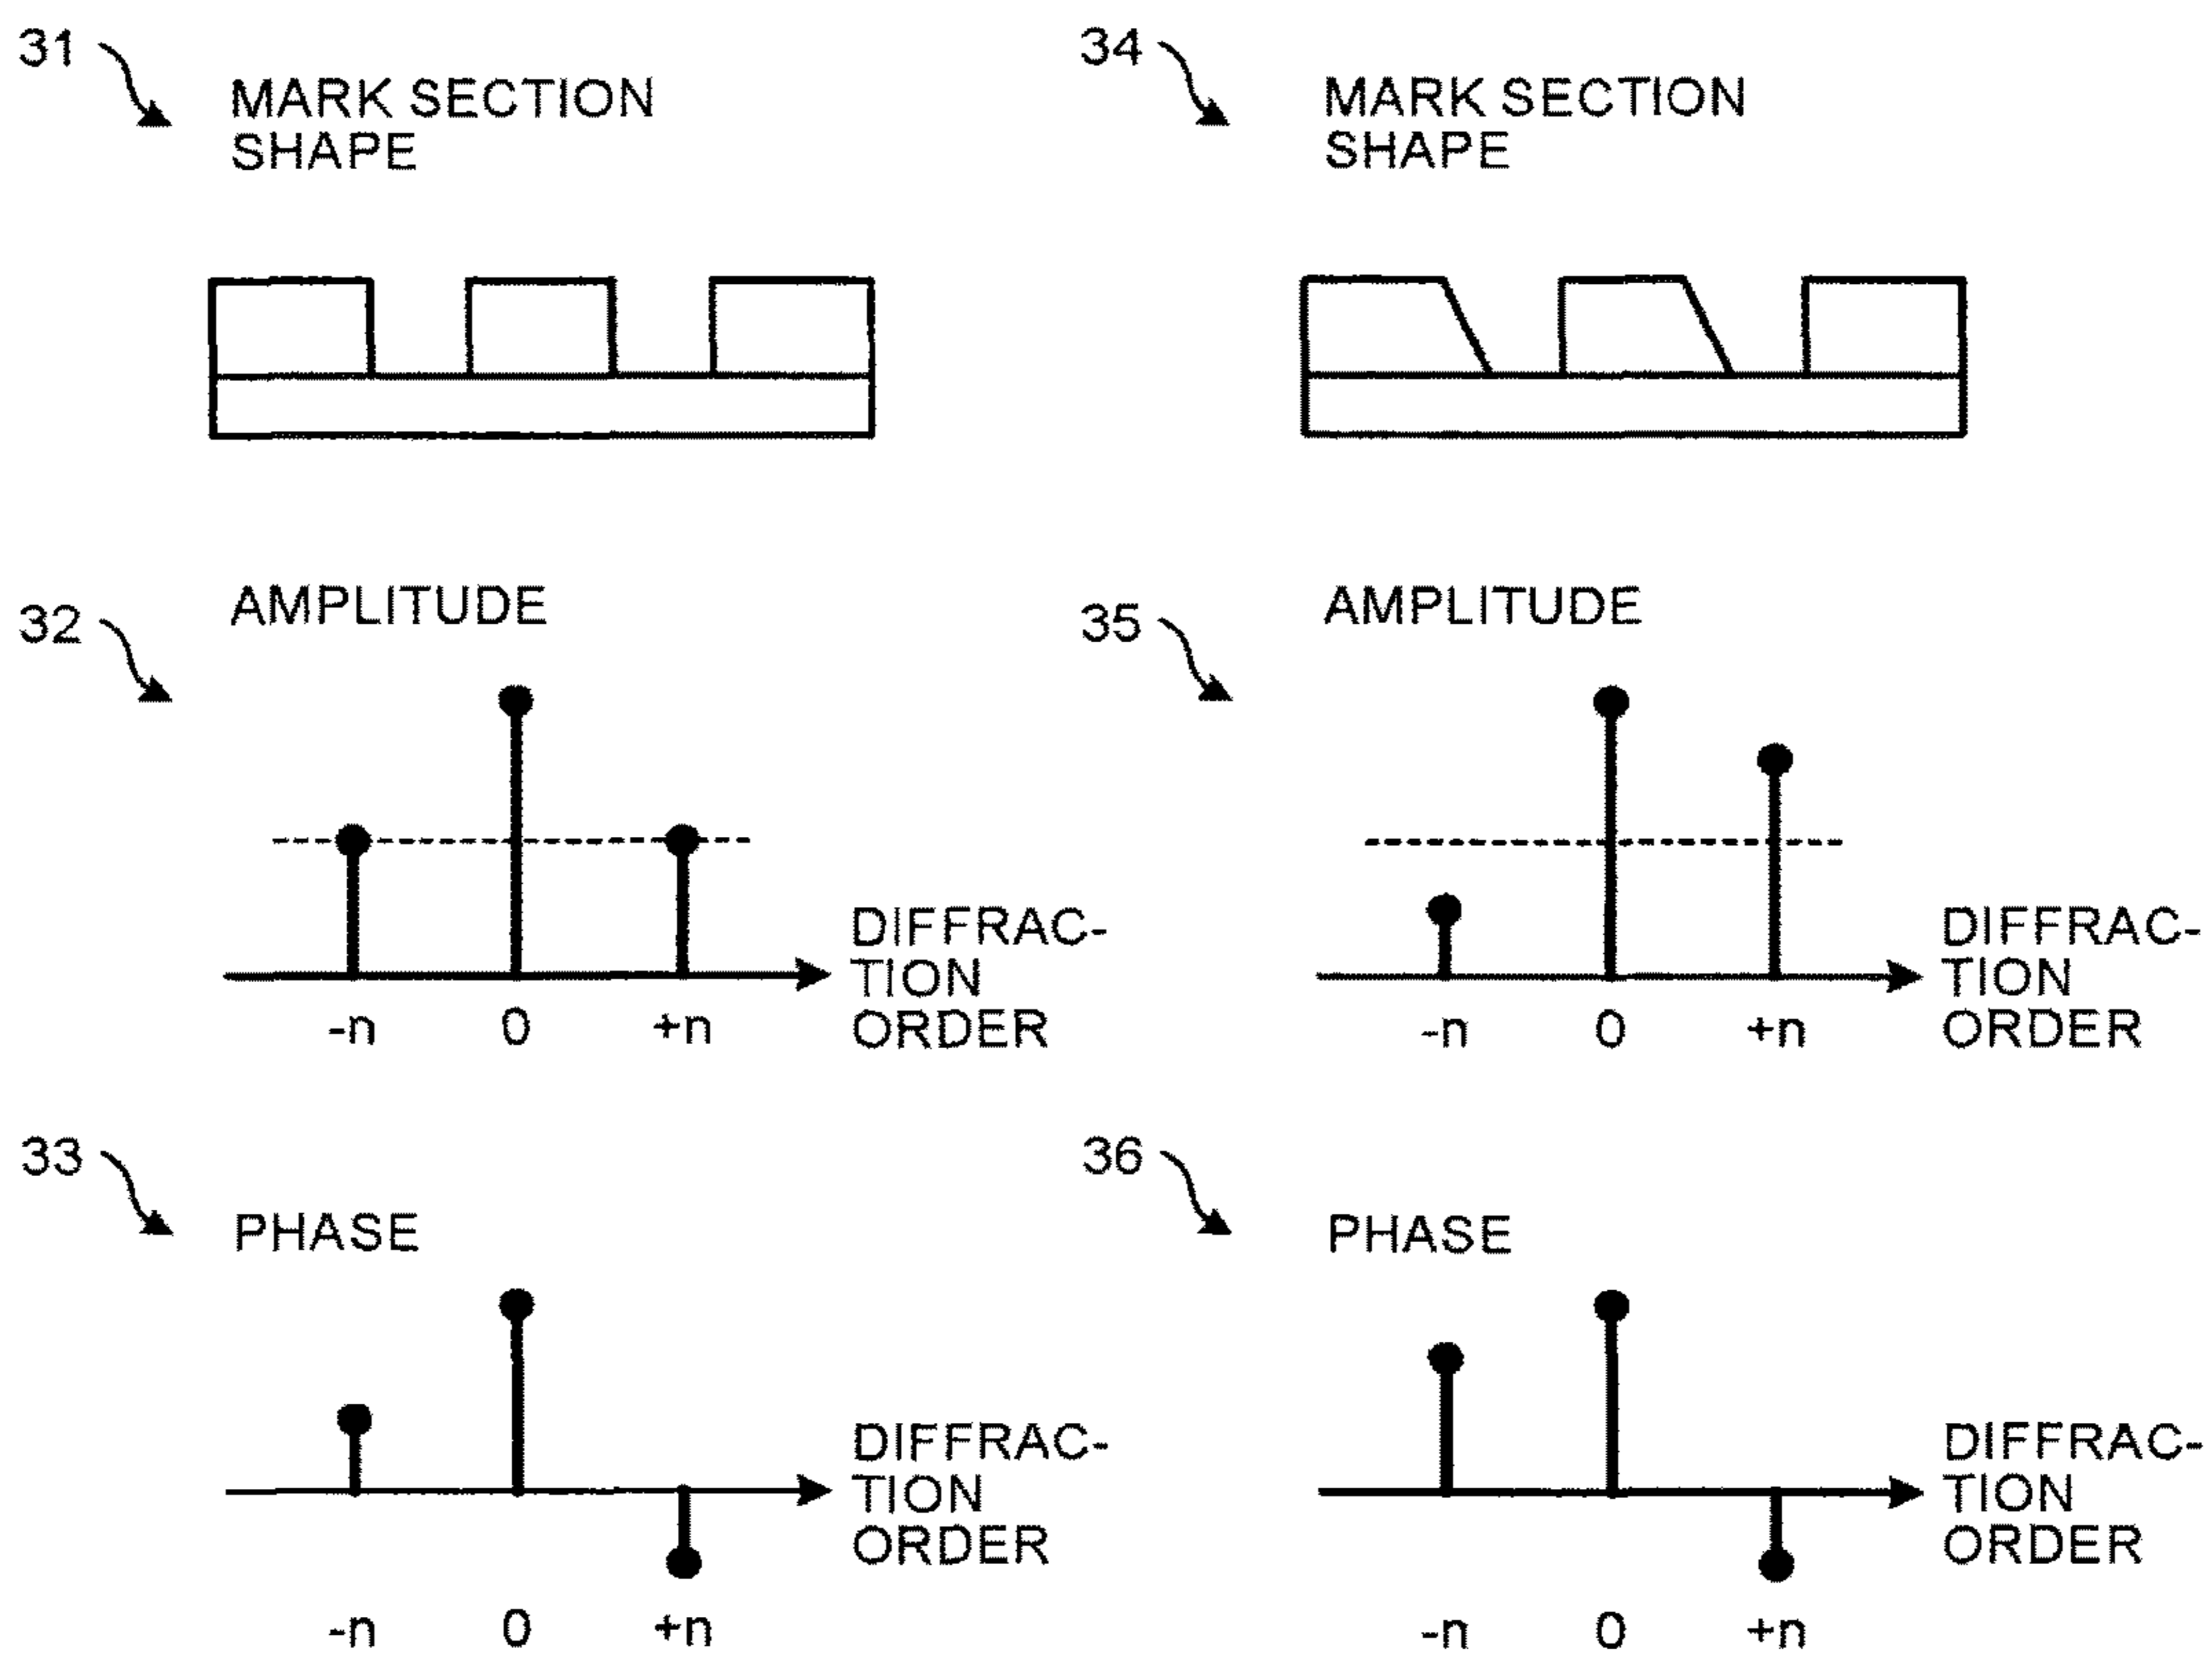 31
MARK SECTION
SHAPE
32
AMPLITUDE
-n 0 +n
DIFFRAC-
TION
ORDER
33
PHASE
DIFFRAC-
TION
ORDER
-n 0 +n
34
MARK SECTION
SHAPE
35
AMPLITUDE
-n 0 +n
DIFFRAC-
TION
ORDER
36
PHASE
DIFFRAC-
TION
ORDER
-n 0 +n